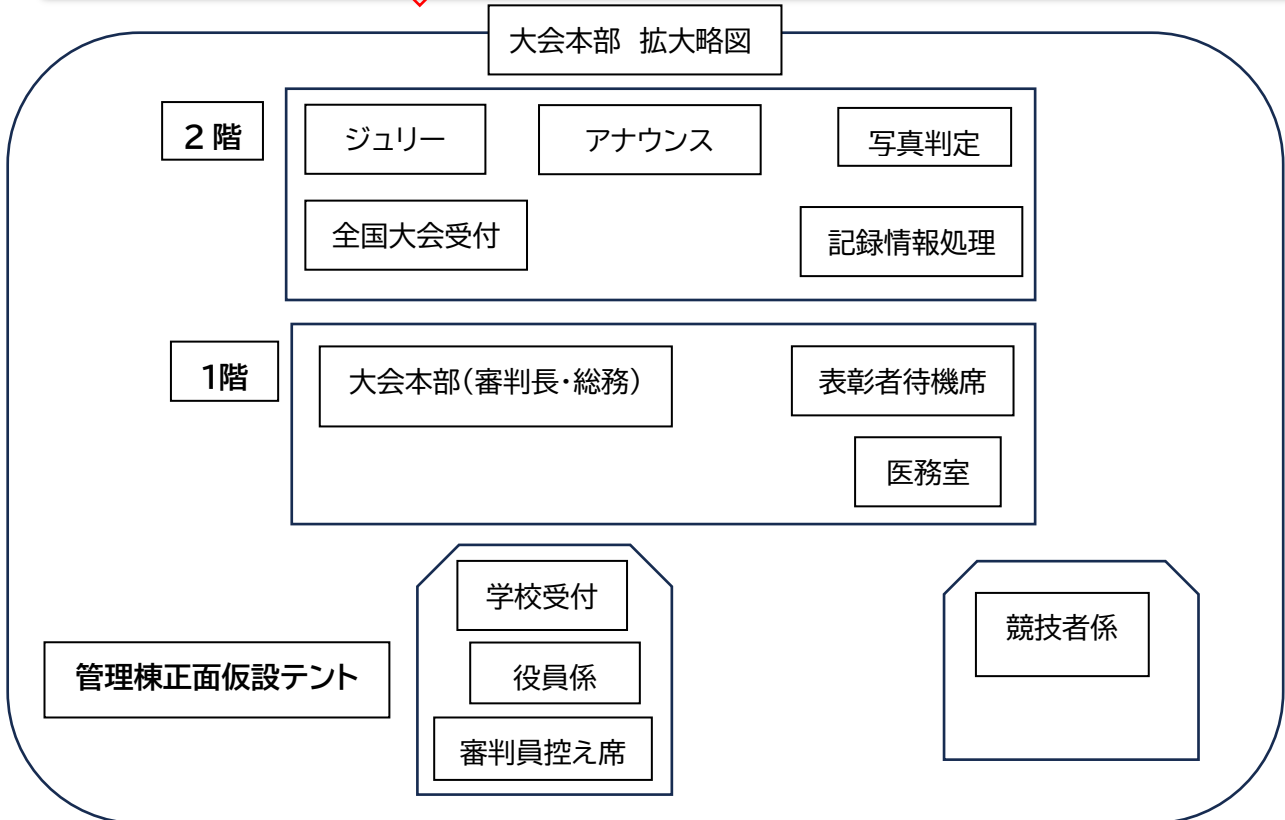 大会本部 拡大略図
2階
ジュリー
アナウンス
写真判定
全国大会受付
記録情報処理
1階
大会本部(審判長・総務)
表彰者待機席
医務室
学校受付
競技者係
管理棟正面仮設テント
役員係
審判員控え席